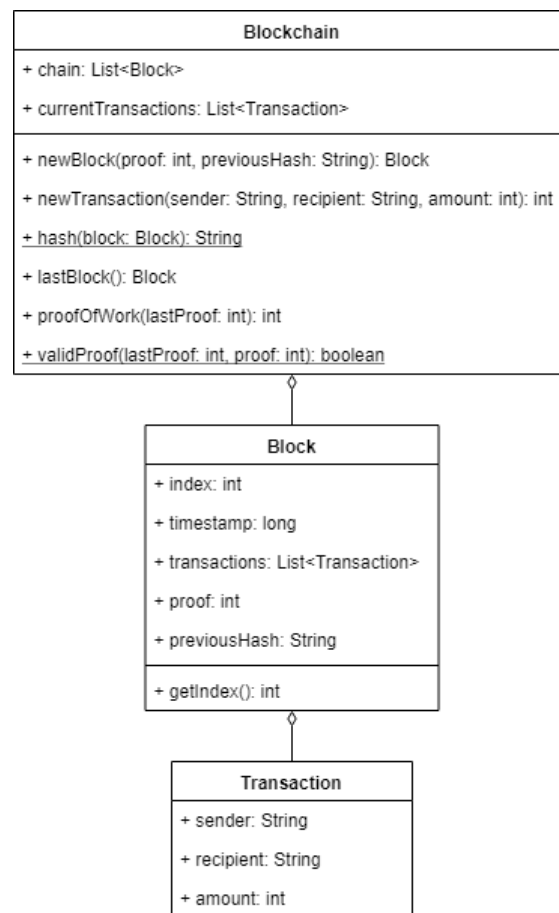 Blockchain
+ chain: List<Block>
+ currentTransactions: List<Transaction>
+ newBlock(proof: int, previousHash: String): Block
+ newTransaction(sender: String, recipient: String, amount: int): int
+ hash(block: Block): String
+ lastBlock(): Block
+ proofOfWork(lastProof: int): int
+ validProof(lastProof: int, proof: int): boolean
Block
+ index: int
+ timestamp: long
+ transactions: List<Transaction>
+ proof: int
+ previousHash: String
+ getIndex(): int
Transaction
+ sender: String
+ recipient: String
+ amount: int